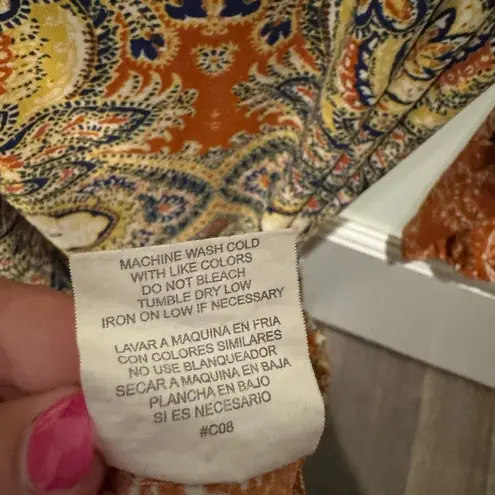 MACHINE WASH COLD
WITH LIKE COLORS
DO NOT BLEACH
TUMBLE DRY LOW
IRON ON LOW IF NECESSARY
LAVAR A MAQUINA EN FRIA
CON COLORES SIMILARES
NO USE BLANQUEADOR
SECAR A MAQUINA EN BAJA
PLANCHA EN BAJO
SI ES NECESARIO
#C08